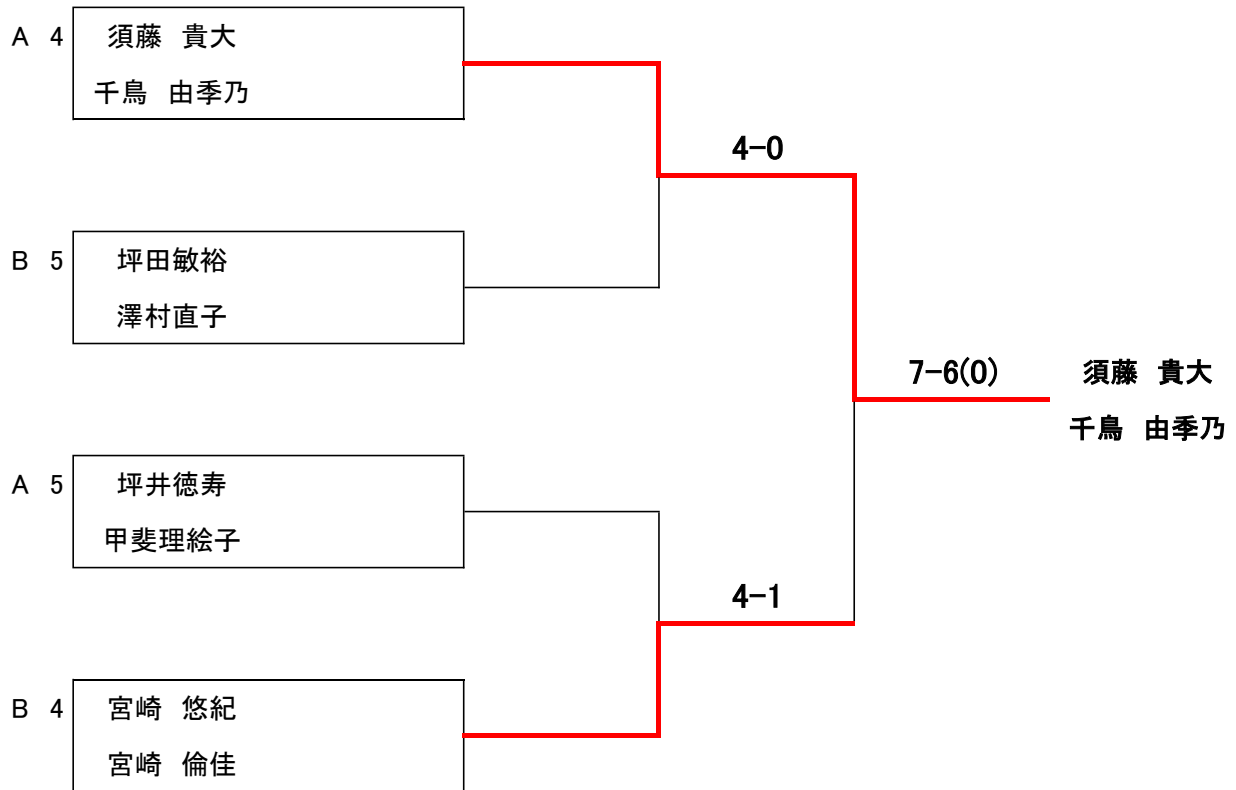 A 4 須藤 貴大
千鳥 由季乃
4-0
B 5 坪田敏裕
澤村直子
7-6(0) 須藤 貴大
千鳥 由季乃
A 5 坪井徳寿
甲斐理絵子
4-1
B 4 宮崎 悠紀
宮崎 倫佳